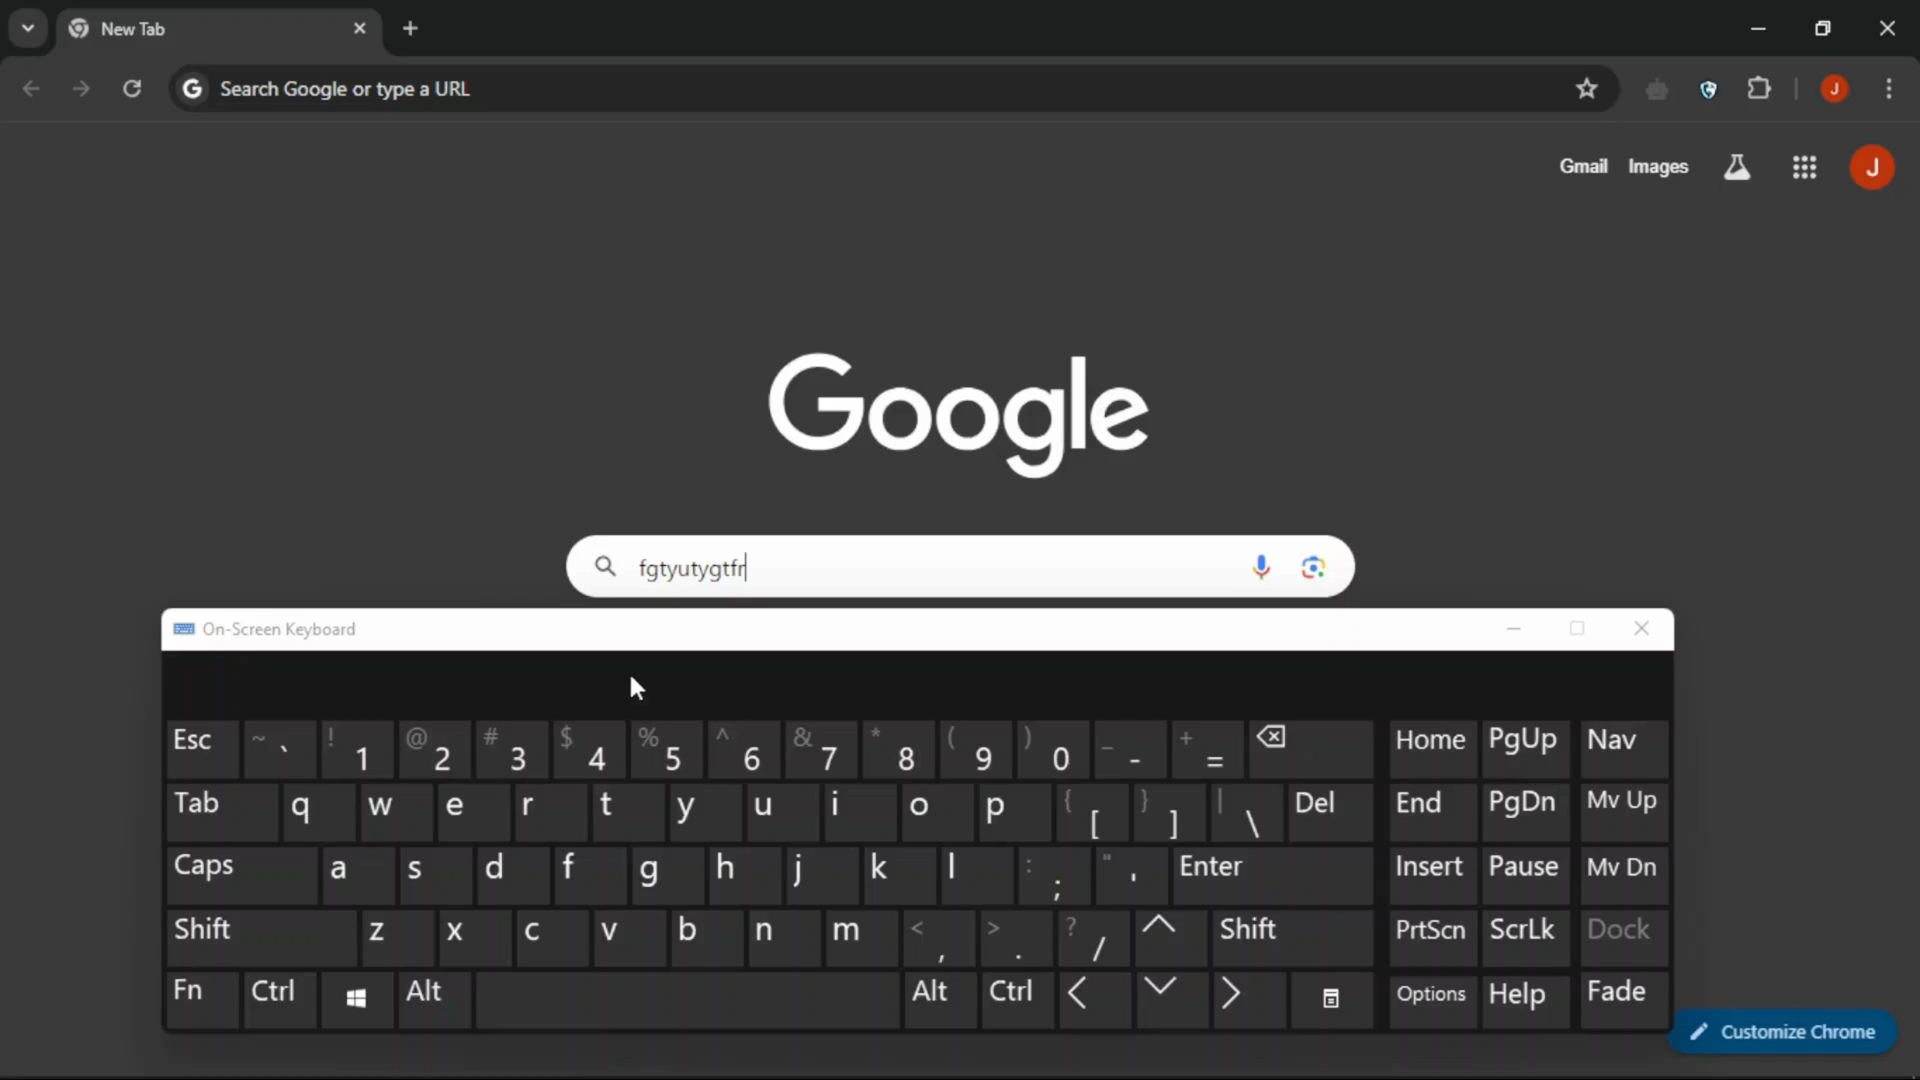 New Tab
Search Google or type a URL
J
Gmail Images J
Google
fgtyutygtfr
On-Screen Keyboard
Esc ~ ` ! 1 @ 2 # 3 $ 4 % 5 ^ 6 & 7 * 8 ( 9 ) 0 _ - + = Home PgUp Nav
Tab q w e r t y u i o p { [ } ] | \ Del End PgDn Mv Up
Caps a s d f g h j k l : ; " ' Enter Insert Pause Mv Dn
Shift z x c v b n m < , > . ? / Shift PrtScn ScrLk Dock
Fn Ctrl Alt Alt Ctrl Options Help Fade
Customize Chrome